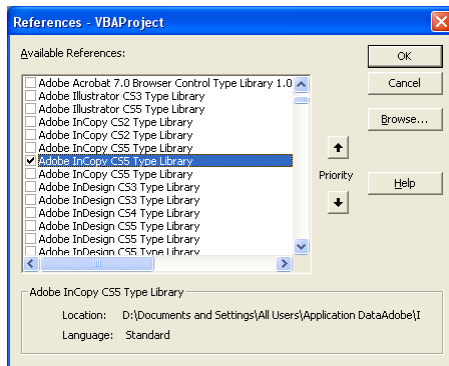 References - VBAProject
Available References:
OK
Adobe Acrobat 7.0 Browser Control Type Library 1.0
Cancel
Adobe Illustrator CS3 Type Library
Adobe Illustrator CS5 Type Library
Adobe InCopy CS2 Type Library
Browse...
Adobe InCopy CS2 Type Library
Adobe InCopy CS5 Type Library
Adobe InCopy CS5 Type Library
Adobe InCopy CS5 Type Library
Priority
Help
Adobe InDesign CS3 Type Library
Adobe InDesign CS3 Type Library
Adobe InDesign CS4 Type Library
Adobe InDesign CS5 Type Library
Adobe InDesign CS5 Type Library
Adobe InDesign CS5 Type Library
Adobe InCopy CS5 Type Library
Location: D:\Documents and Settings\All Users\Application DataAdobe\I
Language: Standard